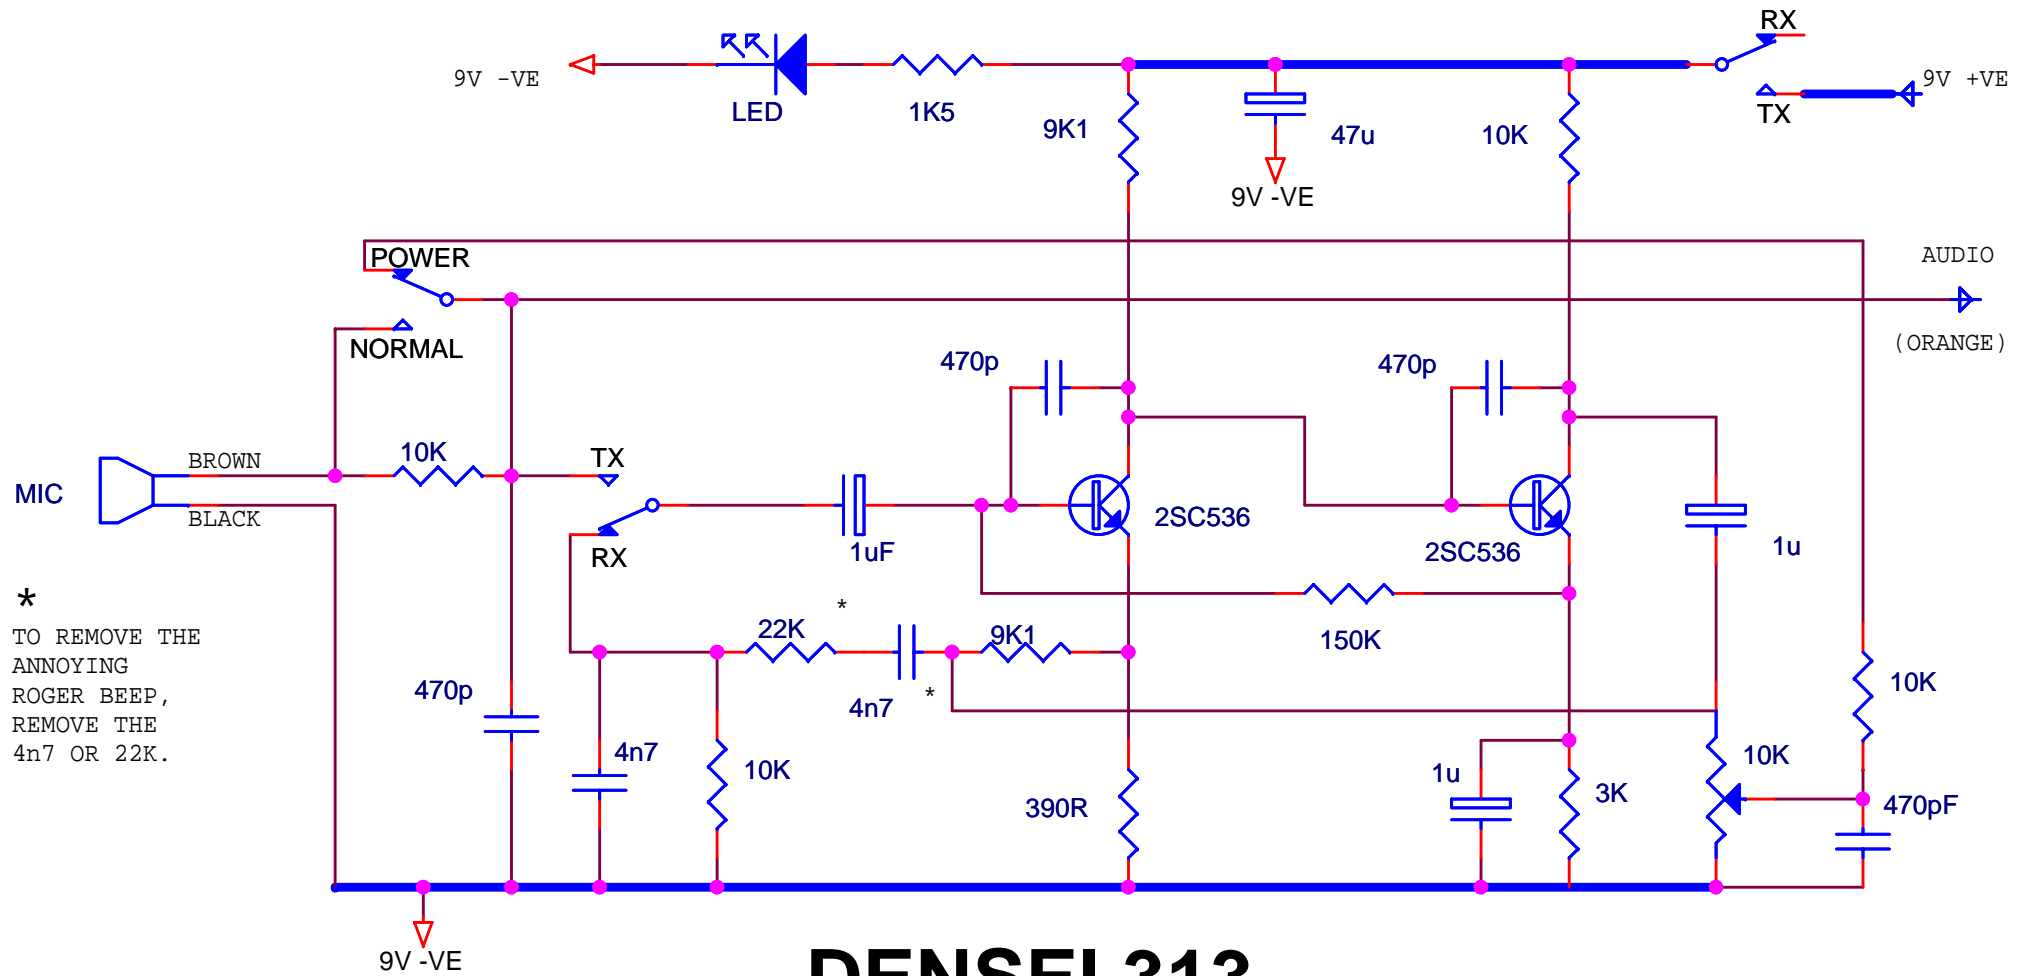 RX
9V -VE
9V +VE
LED
1K5
9K1
47u
10K
TX
9V -VE
POWER
AUDIO
NORMAL
(ORANGE)
470p
470p
BROWN
10K
TX
MIC
BLACK
2SC536
1uF
RX
2SC536
1u
*
TO REMOVE THE
ANNOYING
ROGER BEEP,
REMOVE THE
4n7 OR 22K.
*
22K
9K1
150K
470p
4n7
*
10K
4n7
10K
10K
390R
1u
3K
470pF
9V -VE
DENSEI 313